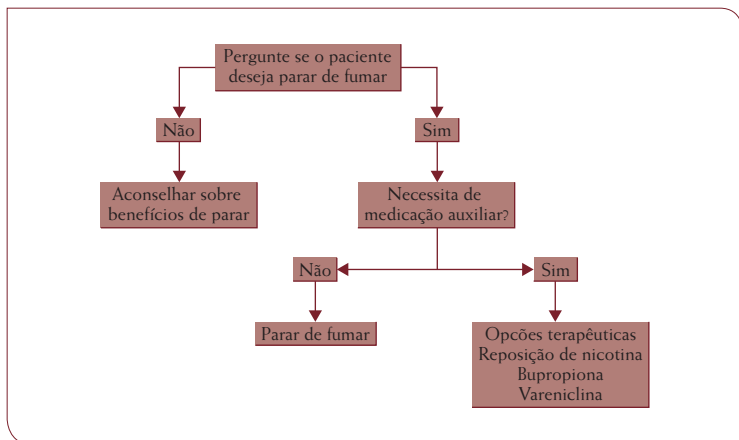 Pergunte se o paciente
deseja parar de fumar
Não
Sim
Aconselhar sobre
benefícios de parar
Necessita de
medicação auxiliar?
Não
Sim
Parar de fumar
Opcões terapêuticas
Reposição de nicotina
Bupropiona
Vareniclina